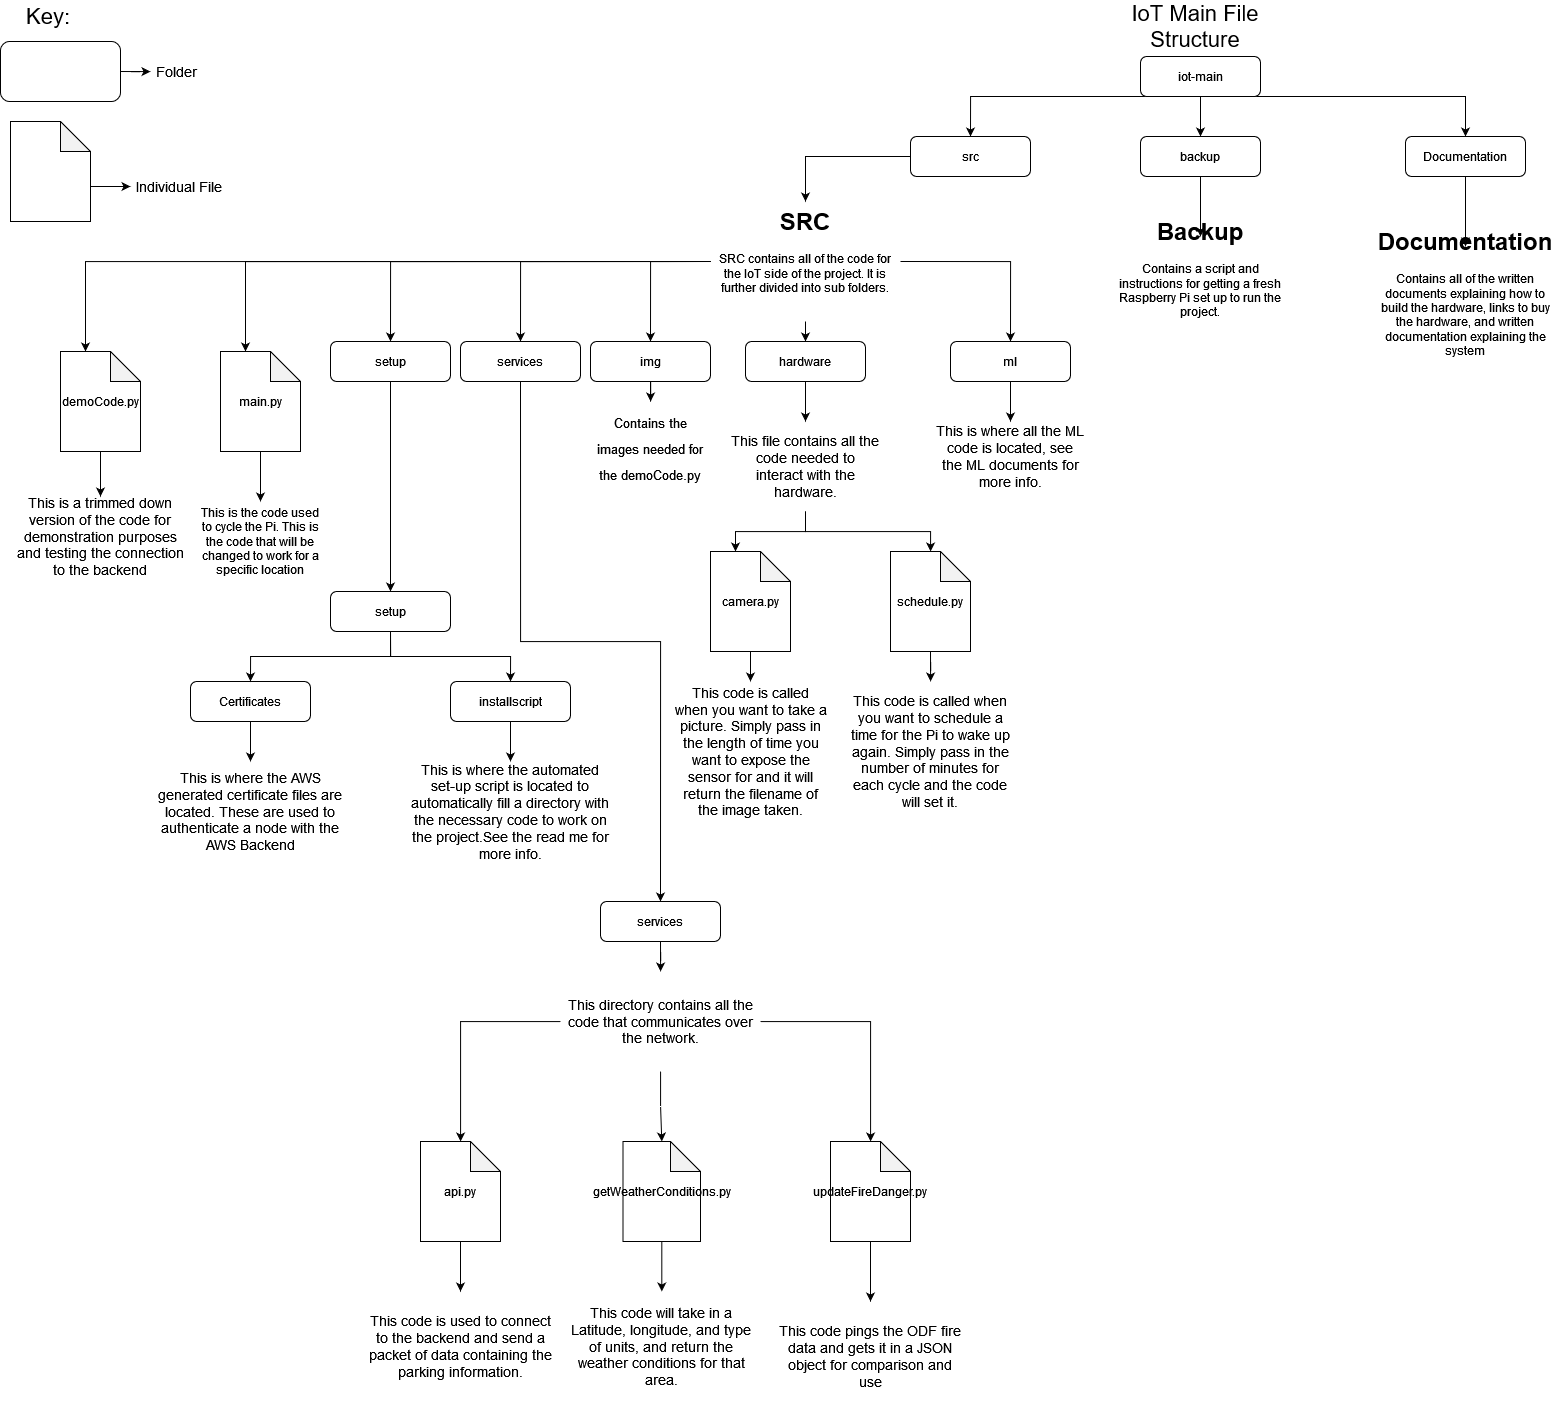 Key:
Folder
Individual File
IoT Main File
Structure
iot-main
src
backup
Documentation
SRC
SRC contains all of the code for
the IoT side of the project. It is
further divided into sub folders.
Backup
Contains a script and
instructions for getting a fresh
Raspberry Pi set up to run the
project.
Documentation
Contains all of the written
documents explaining how to
build the hardware, links to buy
the hardware, and written
documentation explaining the
system
demoCode.py
main.py
setup
services
img
hardware
ml
This is a trimmed down
version of the code for
demonstration purposes
and testing the connection
to the backend
This is the code used
to cycle the Pi. This is
the code that will be
changed to work for a
specific location
Contains the
images needed for
the demoCode.py
This file contains all the
code needed to
interact with the
hardware.
This is where all the ML
code is located, see
the ML documents for
more info.
setup
Certificates
installscript
This is where the AWS
generated certificate files are
located. These are used to
authenticate a node with the
AWS Backend
This is where the automated
set-up script is located to
automatically fill a directory with
the necessary code to work on
the project.See the read me for
more info.
camera.py
schedule.py
This code is called
when you want to take a
picture. Simply pass in
the length of time you
want to expose the
sensor for and it will
return the filename of
the image taken.
This code is called when
you want to schedule a
time for the Pi to wake up
again. Simply pass in the
number of minutes for
each cycle and the code
will set it.
services
This directory contains all the
code that communicates over
the network.
api.py
getWeatherConditions.py
updateFireDanger.py
This code is used to connect
to the backend and send a
packet of data containing the
parking information.
This code will take in a
Latitude, longitude, and type
of units, and return the
weather conditions for that
area.
This code pings the ODF fire
data and gets it in a JSON
object for comparison and
use